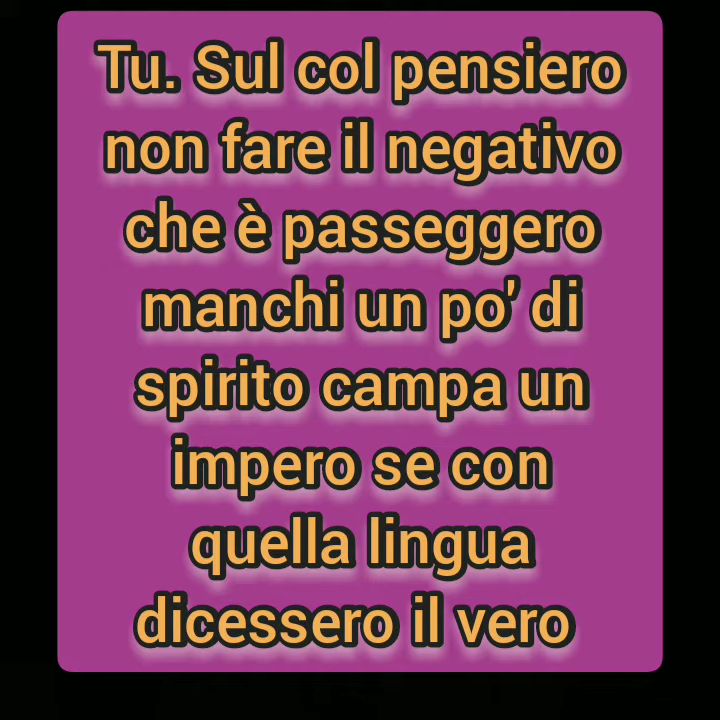 Tu. Sul col pensiero
non fare il negativo
che è passeggero
manchi un po' di
spirito campa un
impero se con
quella lingua
dicessero il vero